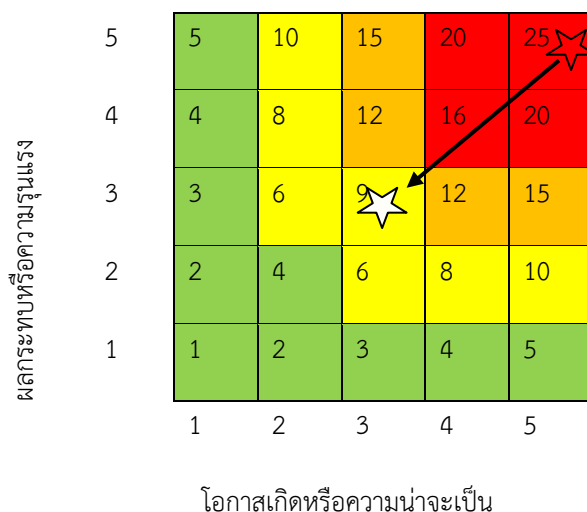 5 5 10 15 20 25
4 4 8 12 16 20
3 3 6 9 12 15
2 2 4 6 8 10
1 1 2 3 4 5
1 2 3 4 5
ผลกระทบหรือความรุนแรง
โอกาสเกิดหรือความน่าจะเป็น